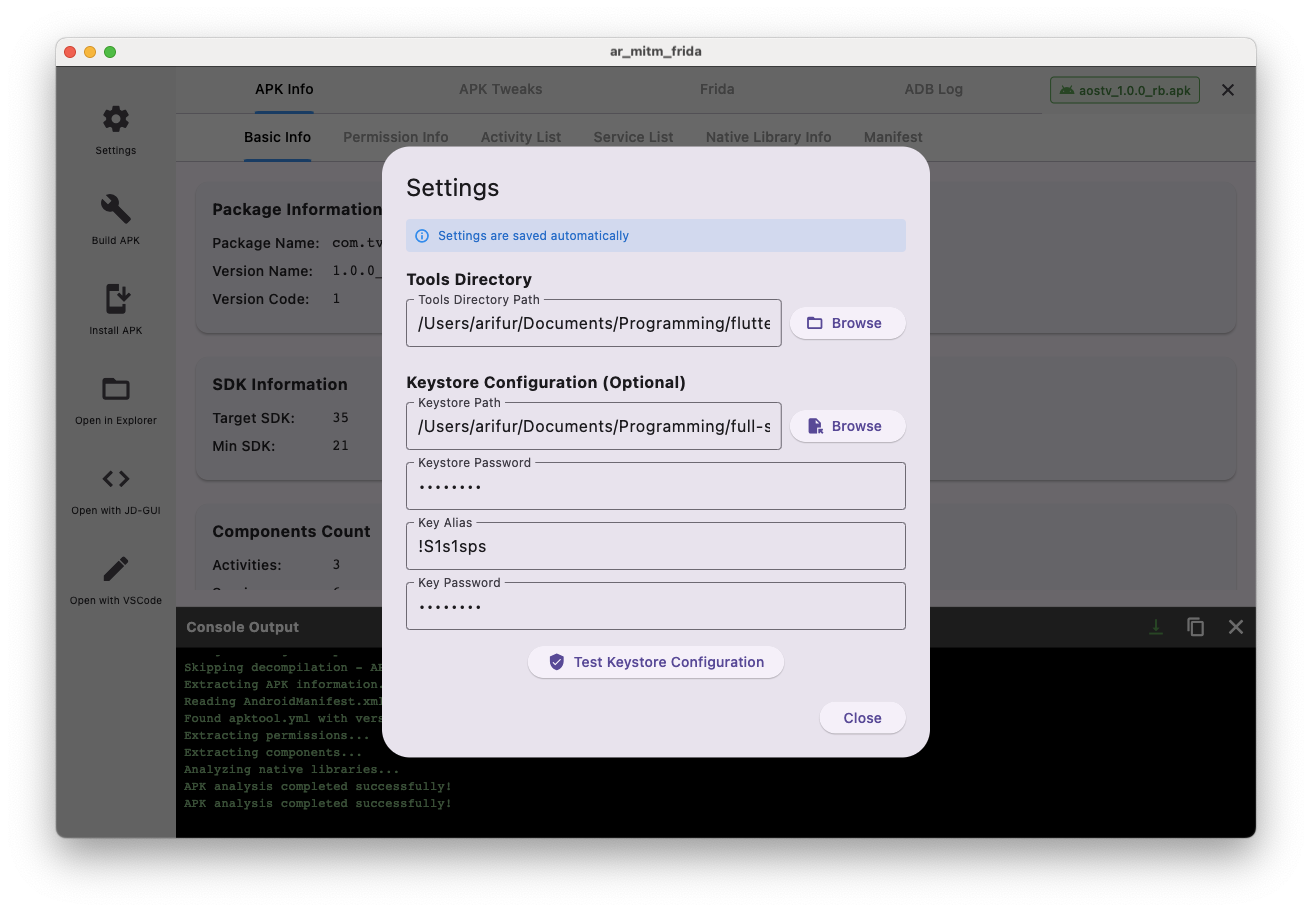 ar_mitm_frida
Settings
Build APK
Install APK
Open in Explorer
Open with JD-GUI
Open with VSCode
APK Info
APK Tweaks
Frida
ADB Log
aostv_1.0.0_rb.apk
Basic Info
Permission Info
Activity List
Service List
Native Library Info
Manifest
Package Information
Package Name: com.tv
Version Name: 1.0.0_
Version Code: 1
SDK Information
Target SDK: 35
Min SDK: 21
Components Count
Activities: 3
Settings
Settings are saved automatically
Tools Directory
Tools Directory Path
/Users/arifur/Documents/Programming/flutte
Browse
Keystore Configuration (Optional)
Keystore Path
/Users/arifur/Documents/Programming/full-s
Browse
Keystore Password
••••••••
Key Alias
!S1s1sps
Key Password
••••••••
Test Keystore Configuration
Close
Console Output
Skipping decompilation - AP
Extracting APK information.
Reading AndroidManifest.xml
Found apktool.yml with vers
Extracting permissions...
Extracting components...
Analyzing native libraries...
APK analysis completed successfully!
APK analysis completed successfully!